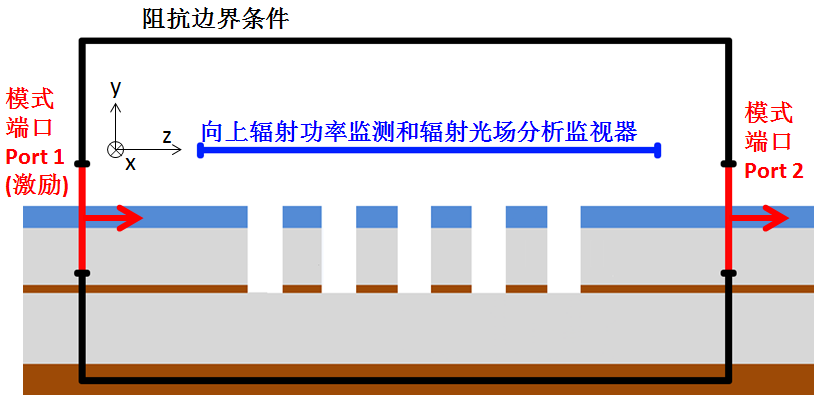 阻抗边界条件
模式
端口
Port 1
(激励)
y
z
x
向上辐射功率监测和辐射光场分析监视器
模式
端口
Port 2